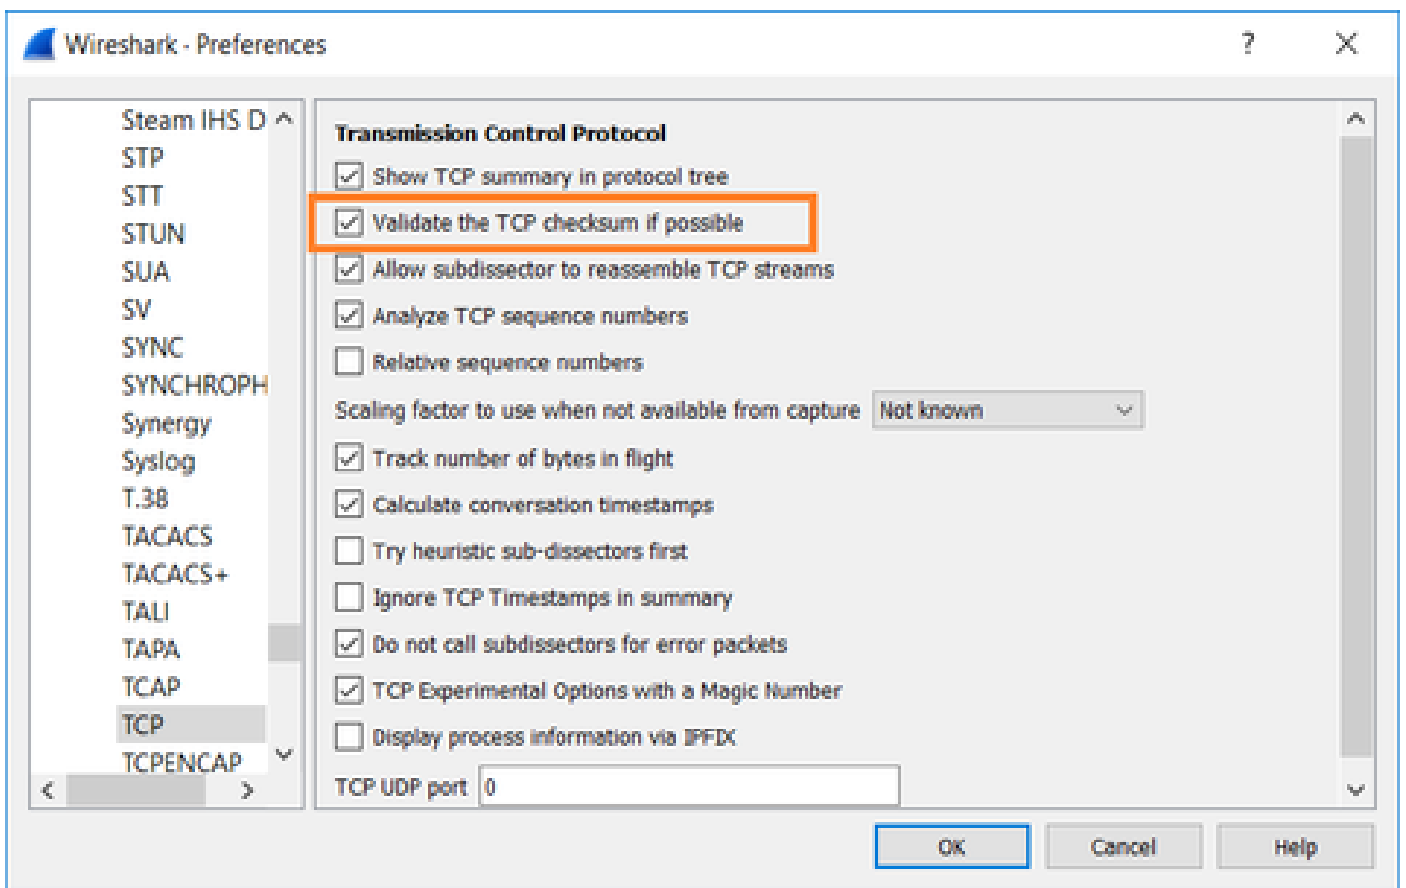 Wireshark - Preferences
?
Steam IHS D
STP
STT
STUN
SUA
SV
SYNC
SYNCHROPH
Synergy
Syslog
T.38
TACACS
TACACS+
TALI
TAPA
TCAP
TCP
TCPENCAP
Transmission Control Protocol
Show TCP summary in protocol tree
Validate the TCP checksum if possible
Allow subdissector to reassemble TCP streams
Analyze TCP sequence numbers
Relative sequence numbers
Scaling factor to use when not available from capture Not known
Track number of bytes in flight
Calculate conversation timestamps
Try heuristic sub-dissectors first
Ignore TCP Timestamps in summary
Do not call subdissectors for error packets
TCP Experimental Options with a Magic Number
Display process information via IPFIX
TCP UDP port 0
OK Cancel Help